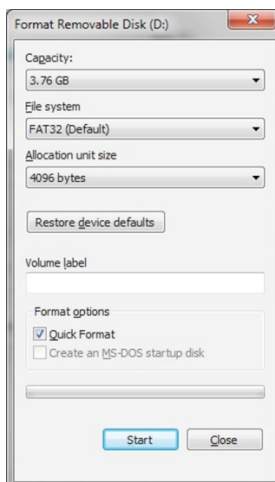 Format Removable Disk (D:)
Capacity:
3.76 GB
File system
FAT32 (Default)
Allocation unit size
4096 bytes
Restore device defaults
Volume label
Format options
Quick Format
Create an MS-DOS startup disk
Start Close